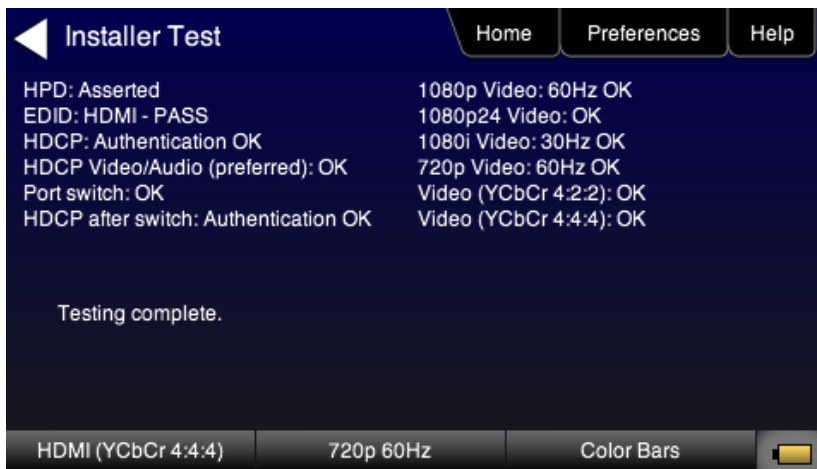 Installer Test
Home
Preferences
Help
HPD: Asserted
EDID: HDMI - PASS
HDCP: Authentication OK
HDCP Video/Audio (preferred): OK
Port switch: OK
HDCP after switch: Authentication OK
1080p Video: 60Hz OK
1080p24 Video: OK
1080i Video: 30Hz OK
720p Video: 60Hz OK
Video (YCbCr 4:2:2): OK
Video (YCbCr 4:4:4): OK
Testing complete.
HDMI (YCbCr 4:4:4)
720p 60Hz
Color Bars